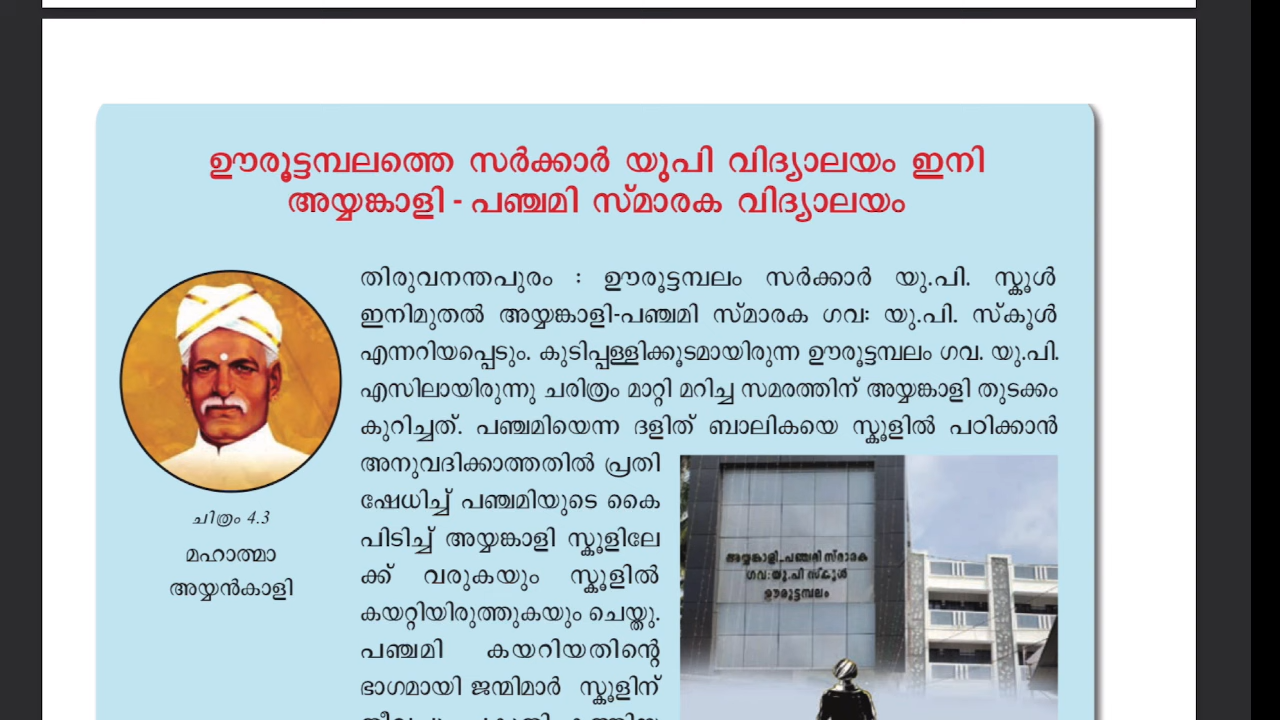 ഊരൂട്ടമ്പലത്തെ സർക്കാർ യുപി വിദ്യാലയം ഇനി
അയ്യങ്കാളി - പഞ്ചമി സ്മാരക വിദ്യാലയം
തിരുവനന്തപുരം : ഊരൂട്ടമ്പലം സർക്കാർ യു.പി. സ്കൂൾ
ഇനിമുതൽ അയ്യങ്കാളി-പഞ്ചമി സ്മാരക ഗവ: യു.പി. സ്കൂൾ
എന്നറിയപ്പെടും. കുടിപ്പള്ളിക്കൂടമായിരുന്ന ഊരൂട്ടമ്പലം ഗവ. യു.പി.
എസിലായിരുന്നു ചരിത്രം മാറ്റി മറിച്ച സമരത്തിന് അയ്യങ്കാളി തുടക്കം
കുറിച്ചത്. പഞ്ചമിയെന്ന ദളിത് ബാലികയെ സ്കൂളിൽ പഠിക്കാൻ
അനുവദിക്കാത്തതിൽ പ്രതി
ഷേധിച്ച് പഞ്ചമിയുടെ കൈ
പിടിച്ച് അയ്യങ്കാളി സ്കൂളിലേ
ക്ക് വരുകയും സ്കൂളിൽ
കയറ്റിയിരുത്തുകയും ചെയ്തു.
പഞ്ചമി കയറിയതിന്റെ
ഭാഗമായി ജന്മിമാർ സ്കൂളിന്
ചിത്രം 4.3
മഹാത്മാ
അയ്യൻകാളി
അയ്യങ്കാളി-പഞ്ചമി സ്മാരക
ഗവ:യു.പി സ്കൂൾ
ഊരൂട്ടമ്പലം